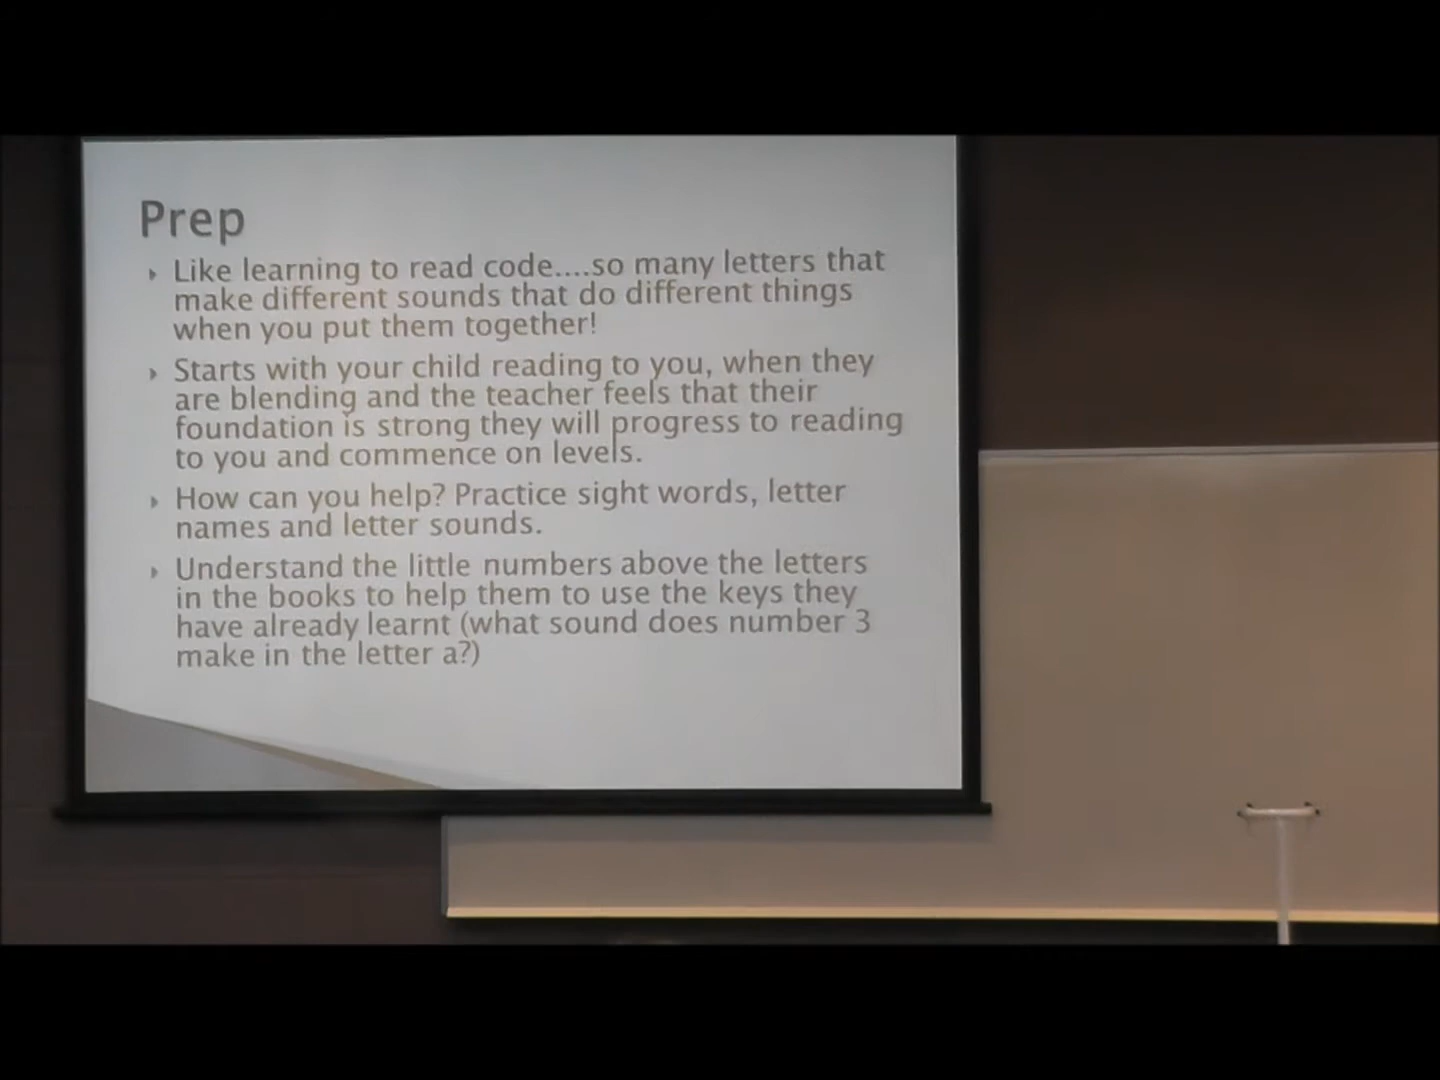 Prep
Like learning to read code....so many letters that
make different sounds that do different things
when you put them together!
Starts with your child reading to you, when they
are blending and the teacher feels that their
foundation is strong they will progress to reading
to you and commence on levels.
How can you help? Practice sight words, letter
names and letter sounds.
Understand the little numbers above the letters
in the books to help them to use the keys they
have already learnt (what sound does number 3
make in the letter a?)